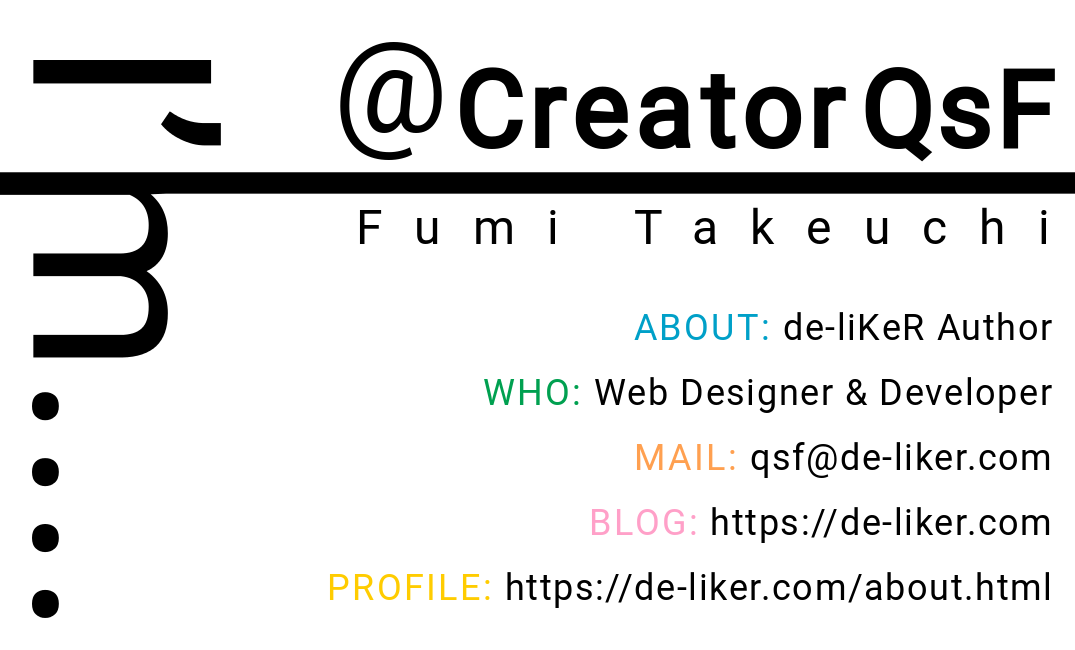 I'm....
@CreatorQsF
Fumi Takeuchi
ABOUT: de-liKeR Author
WHO: Web Designer & Developer
MAIL: qsf@de-liker.com
BLOG: https://de-liker.com
PROFILE: https://de-liker.com/about.html